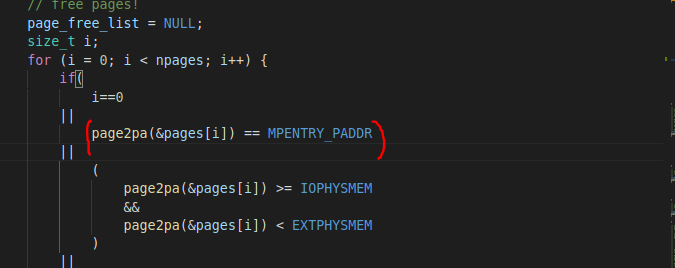 // free pages!
page_free_list = NULL;
size_t i;
for (i = 0; i < npages; i++) {
if(
i==0
||
page2pa(&pages[i]) == MPENTRY_PADDR
||
(
page2pa(&pages[i]) >= IOPHYSMEM
&&
page2pa(&pages[i]) < EXTPHYSMEM
)
||